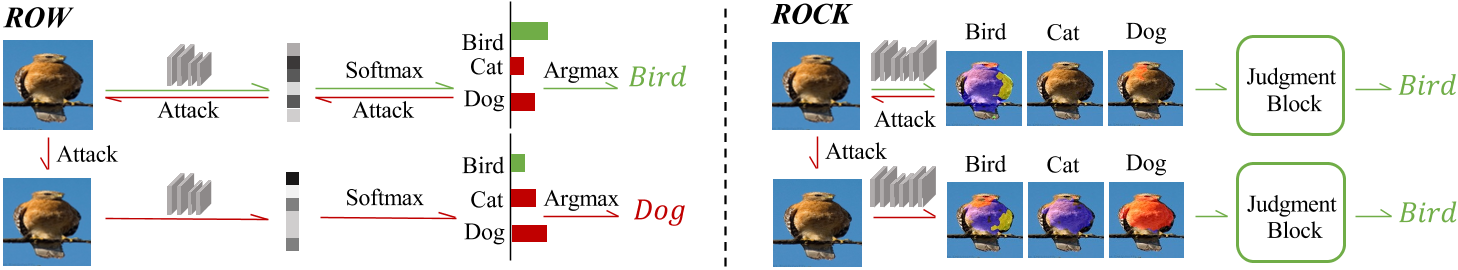 ROW
Softmax
Attack
Attack
Bird
Cat
Dog
Argmax
Bird
Attack
Softmax
Bird
Cat
Dog
Argmax
Dog
ROCK
Attack
Bird
Cat
Dog
Judgment
Block
Bird
Attack
Bird
Cat
Dog
Judgment
Block
Bird